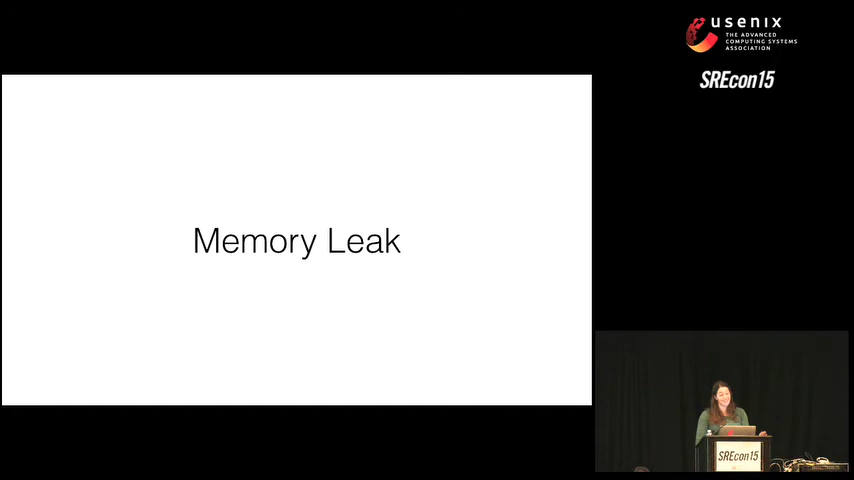 usenix
THE ADVANCED
COMPUTING SYSTEMS
ASSOCIATION
SREcon15
Memory Leak
SREcon15